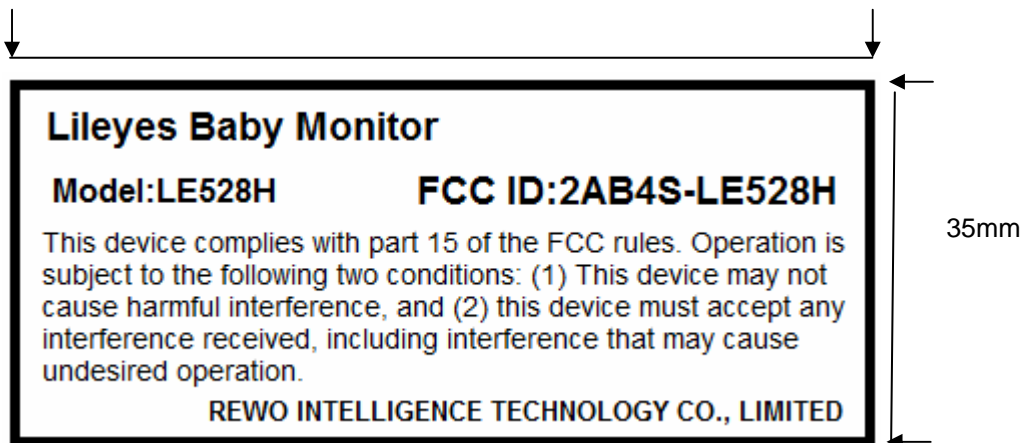 Lileyes Baby Monitor
Model:LE528H FCC ID:2AB4S-LE528H
This device complies with part 15 of the FCC rules. Operation is
subject to the following two conditions: (1) This device may not
cause harmful interference, and (2) this device must accept any
interference received, including interference that may cause
undesired operation.
REWO INTELLIGENCE TECHNOLOGY CO., LIMITED
35mm